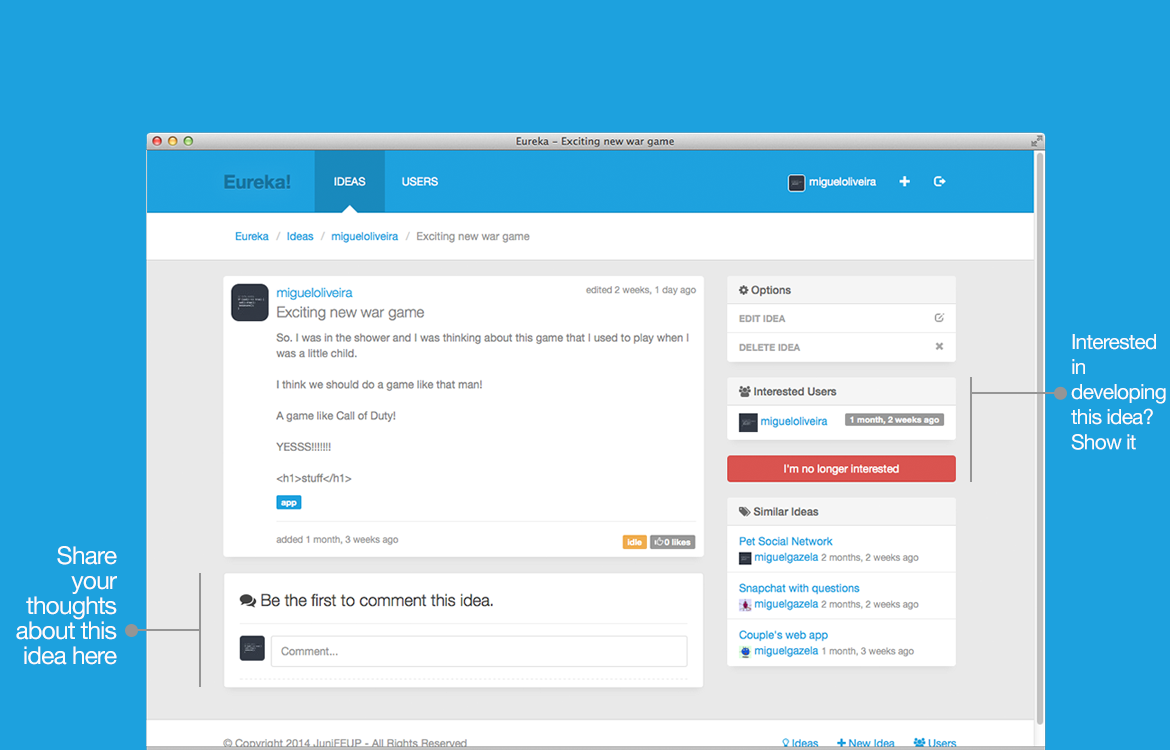 Eureka – Exciting new war game
Eureka!
IDEAS
USERS
migueloliveira
Eureka / Ideas / migueloliveira / Exciting new war game
migueloliveira
edited 2 weeks, 1 day ago
Exciting new war game
So. I was in the shower and I was thinking about this game that I used to play when I
was a little child.
I think we should do a game like that man!
A game like Call of Duty!
YESSS!!!!!!!
<h1>stuff</h1>
app
added 1 month, 3 weeks ago
idle
0 likes
Be the first to comment this idea.
Comment...
Options
EDIT IDEA
DELETE IDEA
Interested Users
migueloliveira
1 month, 2 weeks ago
I'm no longer interested
Similar Ideas
Pet Social Network
miguelgazela 2 months, 2 weeks ago
Snapchat with questions
miguelgazela 2 months, 2 weeks ago
Couple's web app
miguelgazela 1 month, 3 weeks ago
Interested
in
developing
this idea?
Show it
Share
your
thoughts
about this
idea here
© Copyright 2014 JuniFEUP - All Rights Reserved
Ideas
New Idea
Users